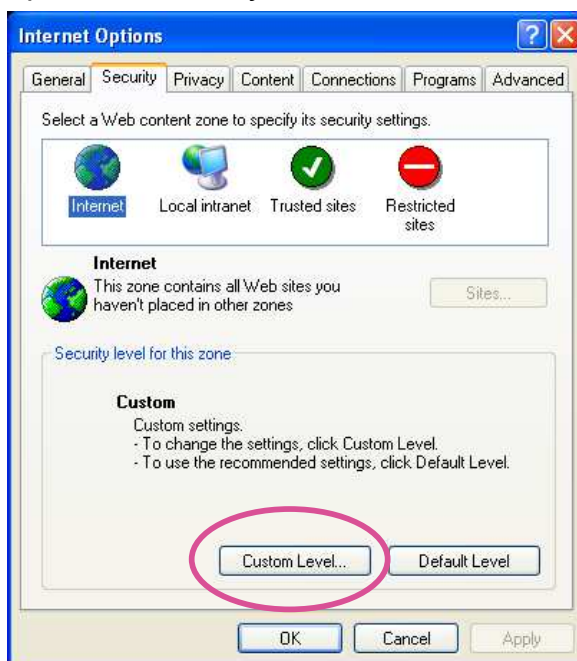 Internet Options
General Security Privacy Content Connections Programs Advanced
Select a Web content zone to specify its security settings.
Internet Local intranet Trusted sites Restricted sites
Internet
This zone contains all Web sites you
haven't placed in other zones
Sites...
Security level for this zone
Custom
Custom settings.
- To change the settings, click Custom Level.
- To use the recommended settings, click Default Level.
Custom Level... Default Level
OK Cancel Apply